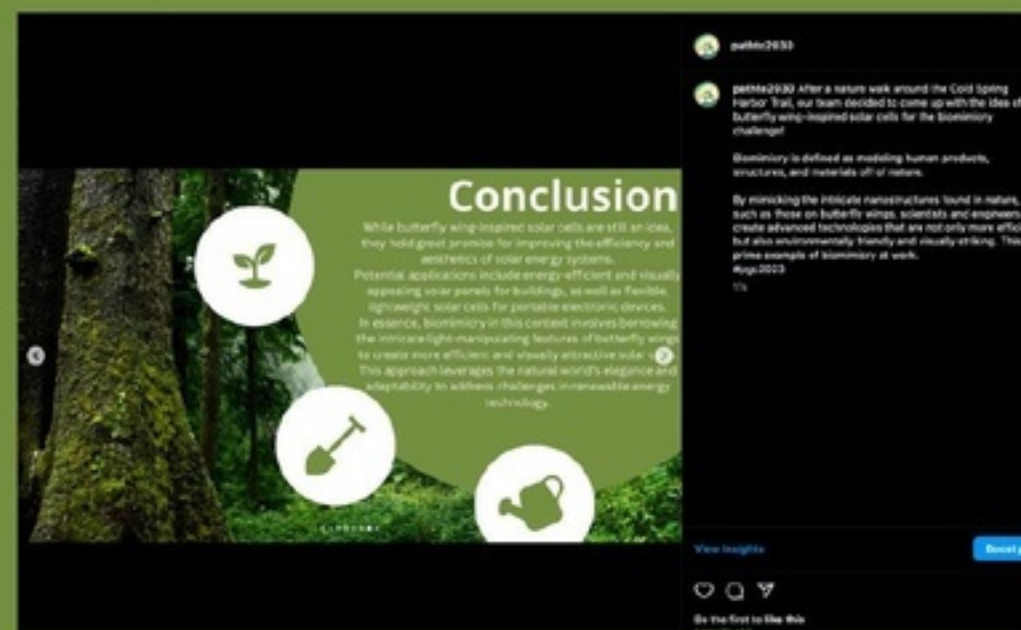 Conclusion
While butterfly wing-inspired solar cells are still an idea,
they hold great promise for improving the efficiency and
aesthetics of solar energy systems.
Potential applications include energy-efficient and visually
appealing solar panels for buildings, as well as flexible,
lightweight solar cells for portable electronic devices.
In essence, biomimicry in this context involves borrowing
the intricate light-manipulating features of butterfly wings
to create more efficient and visually attractive solar
This approach leverages the natural world's elegance and
adaptability to address challenges in renewable energy
technology.
After a nature walk around the Cold Spring
Harbor Trail, our team decided to come up with the idea of
butterfly wing-inspired solar cells for the biomimicry
challenge!
Biomimicry is defined as modeling human products,
structures, and materials off of nature.
By mimicking the intricate nanostructures found in nature,
such as those on butterfly wings, scientists and engineers
create advanced technologies that are not only more
but also environmentally friendly and visually striking. This
prime example of biomimicry at work.
View Insights
Boost
Be the first to like this